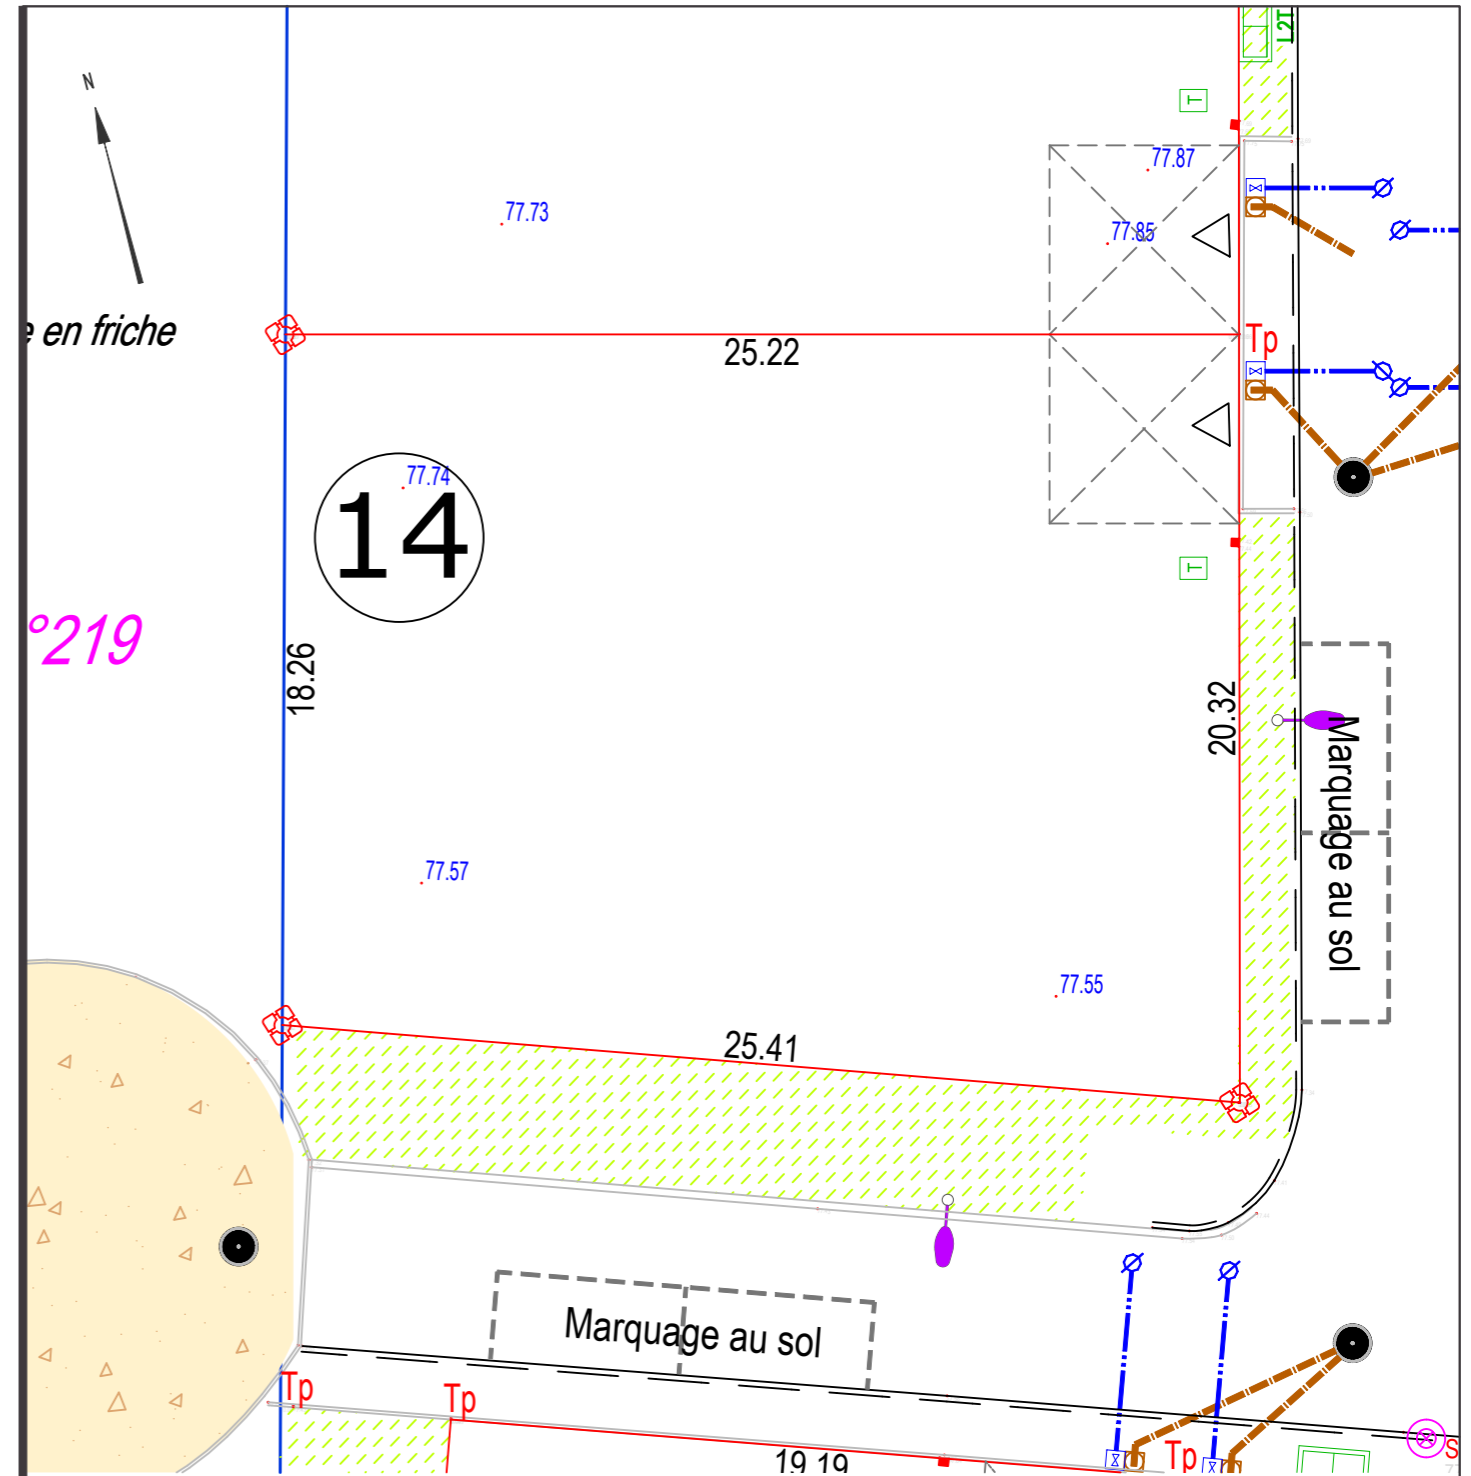 L2T
N
T
77.87
77.73
77.85
e en friche
Tp
25.22
77.74
14
T
°219
18.26
20.32
Marquage au sol
77.57
77.55
25.41
Marquage au sol
Tp
Tp
19.19
Tp
S